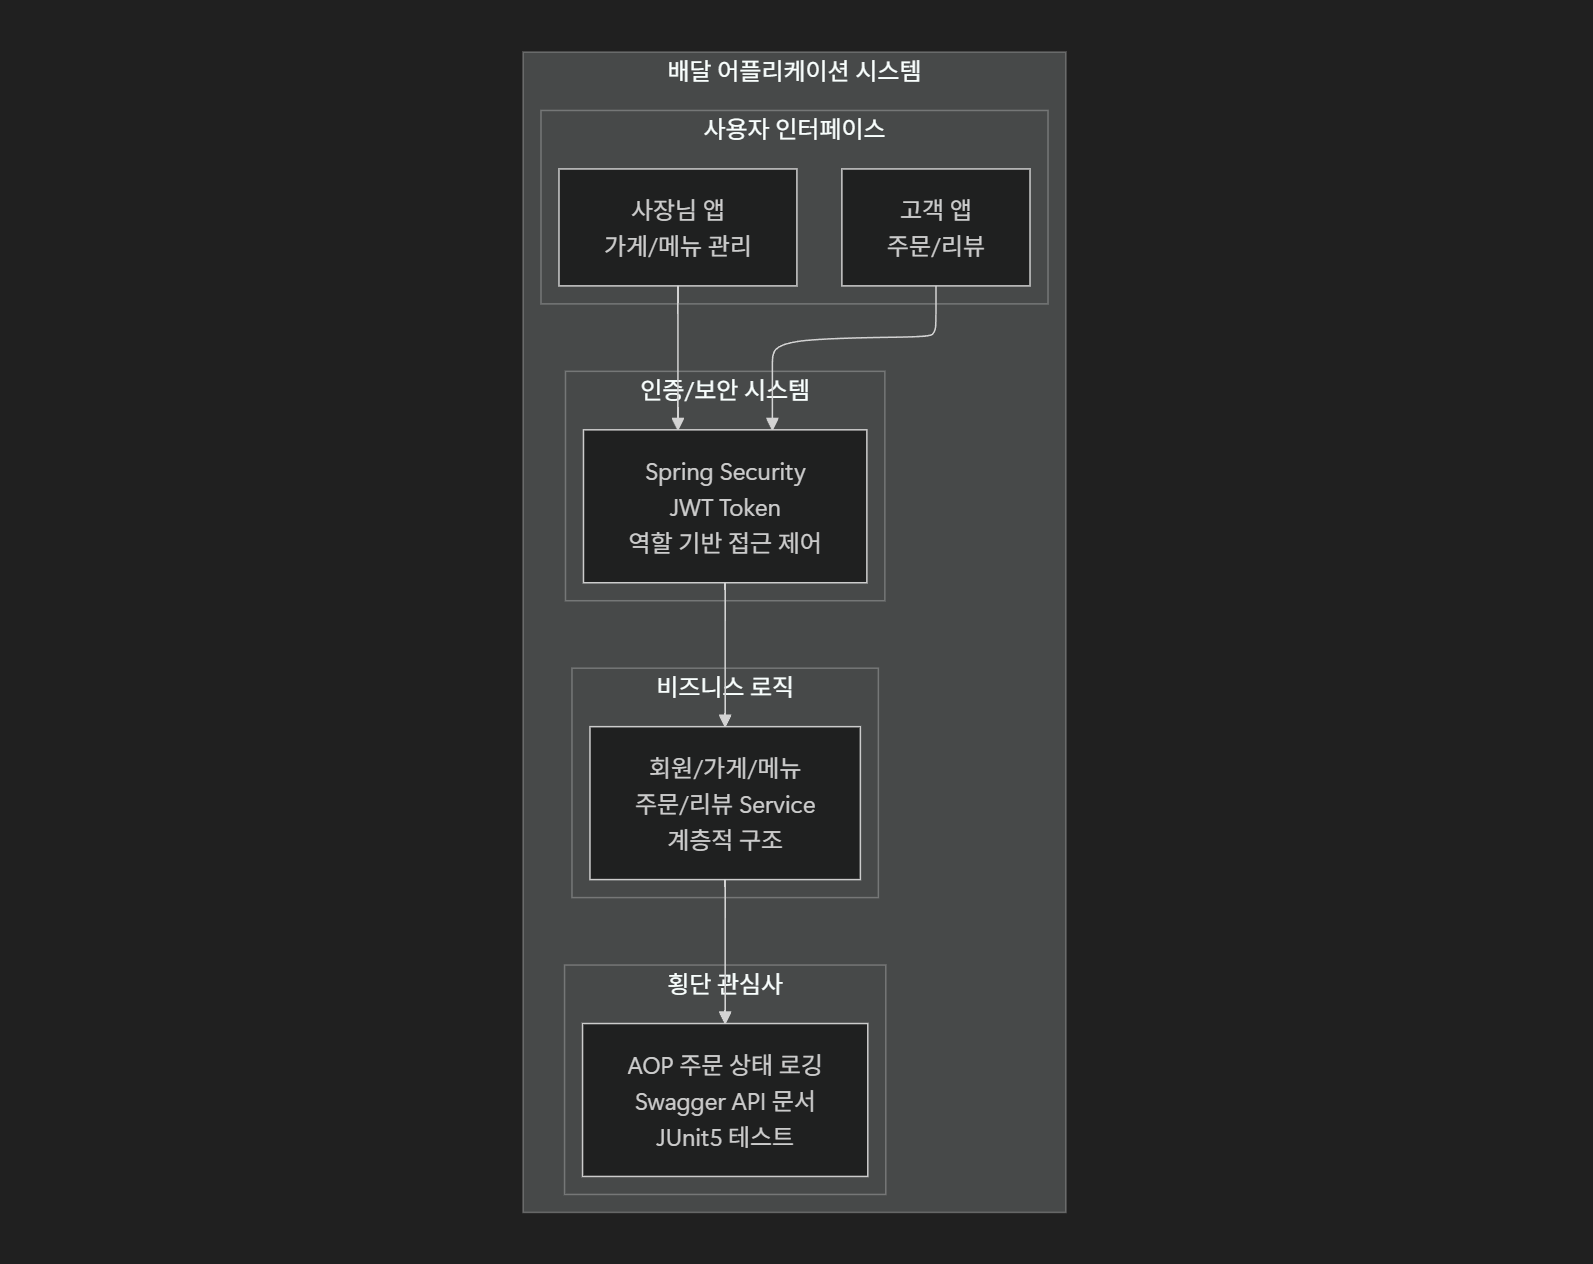 배달 어플리케이션 시스템
사용자 인터페이스
사장님 앱
가게/메뉴 관리
고객 앱
주문/리뷰
인증/보안 시스템
Spring Security
JWT Token
역할 기반 접근 제어
비즈니스 로직
회원/가게/메뉴
주문/리뷰 Service
계층적 구조
횡단 관심사
AOP 주문 상태 로깅
Swagger API 문서
JUnit5 테스트